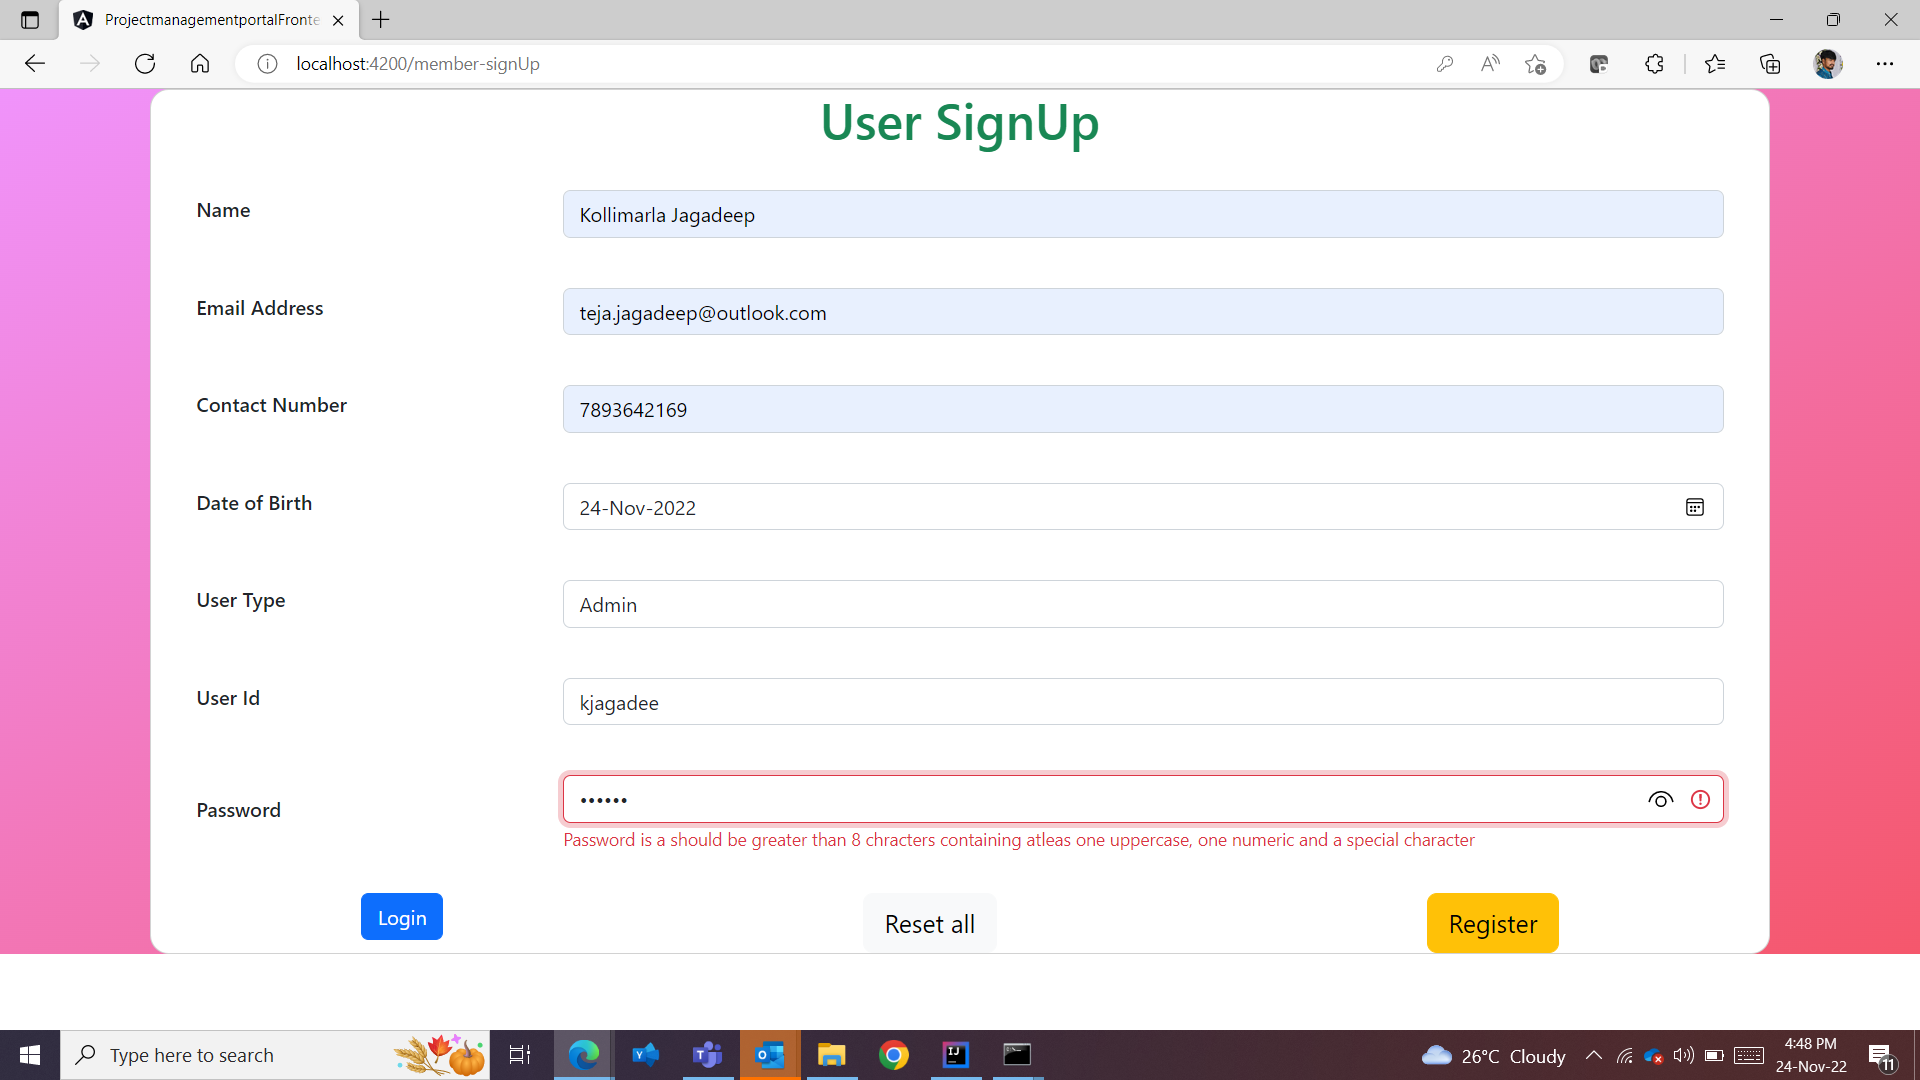 ProjectmanagementportalFronte
localhost:4200/member-signUp
User SignUp
Name
Kollimarla Jagadeep
Email Address
teja.jagadeep@outlook.com
Contact Number
7893642169
Date of Birth
24-Nov-2022
User Type
Admin
User Id
kjagadee
Password
••••••
Password is a should be greater than 8 chracters containing atleas one uppercase, one numeric and a special character
Login
Reset all
Register
Type here to search
26°C Cloudy
4:48 PM
24-Nov-22
11